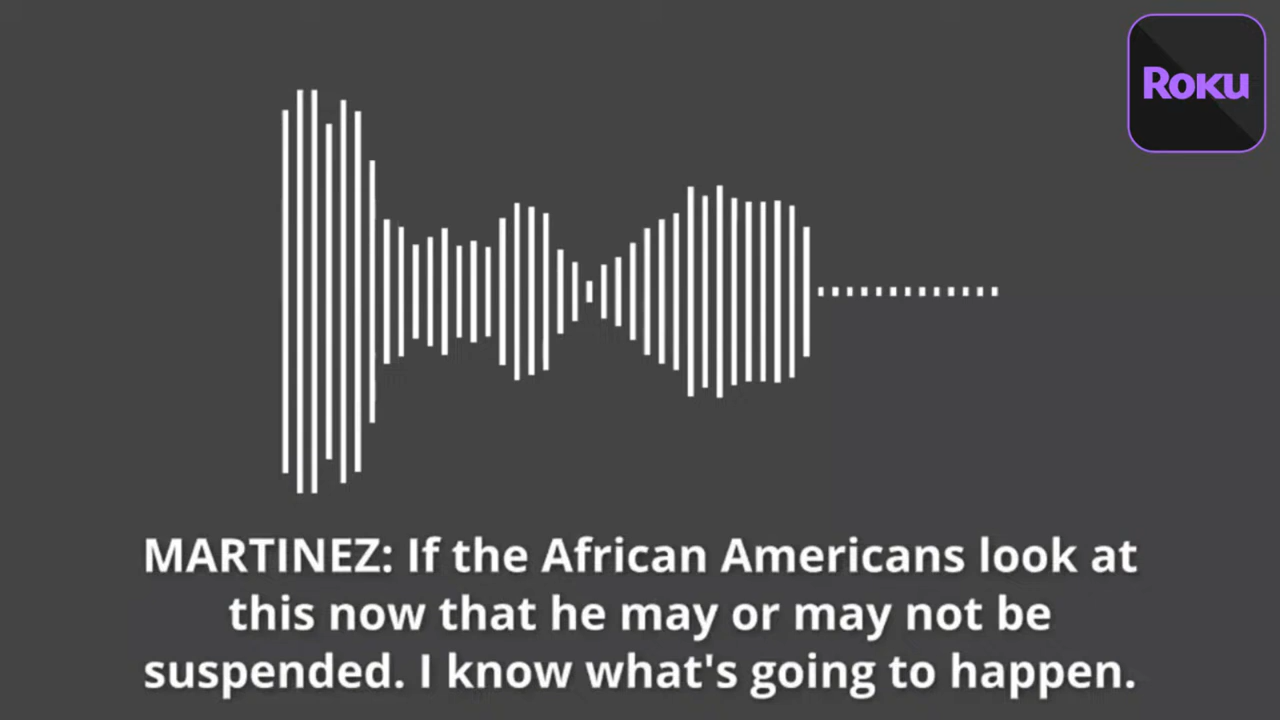 Roku
MARTINEZ: If the African Americans look at
this now that he may or may not be
suspended. I know what's going to happen.